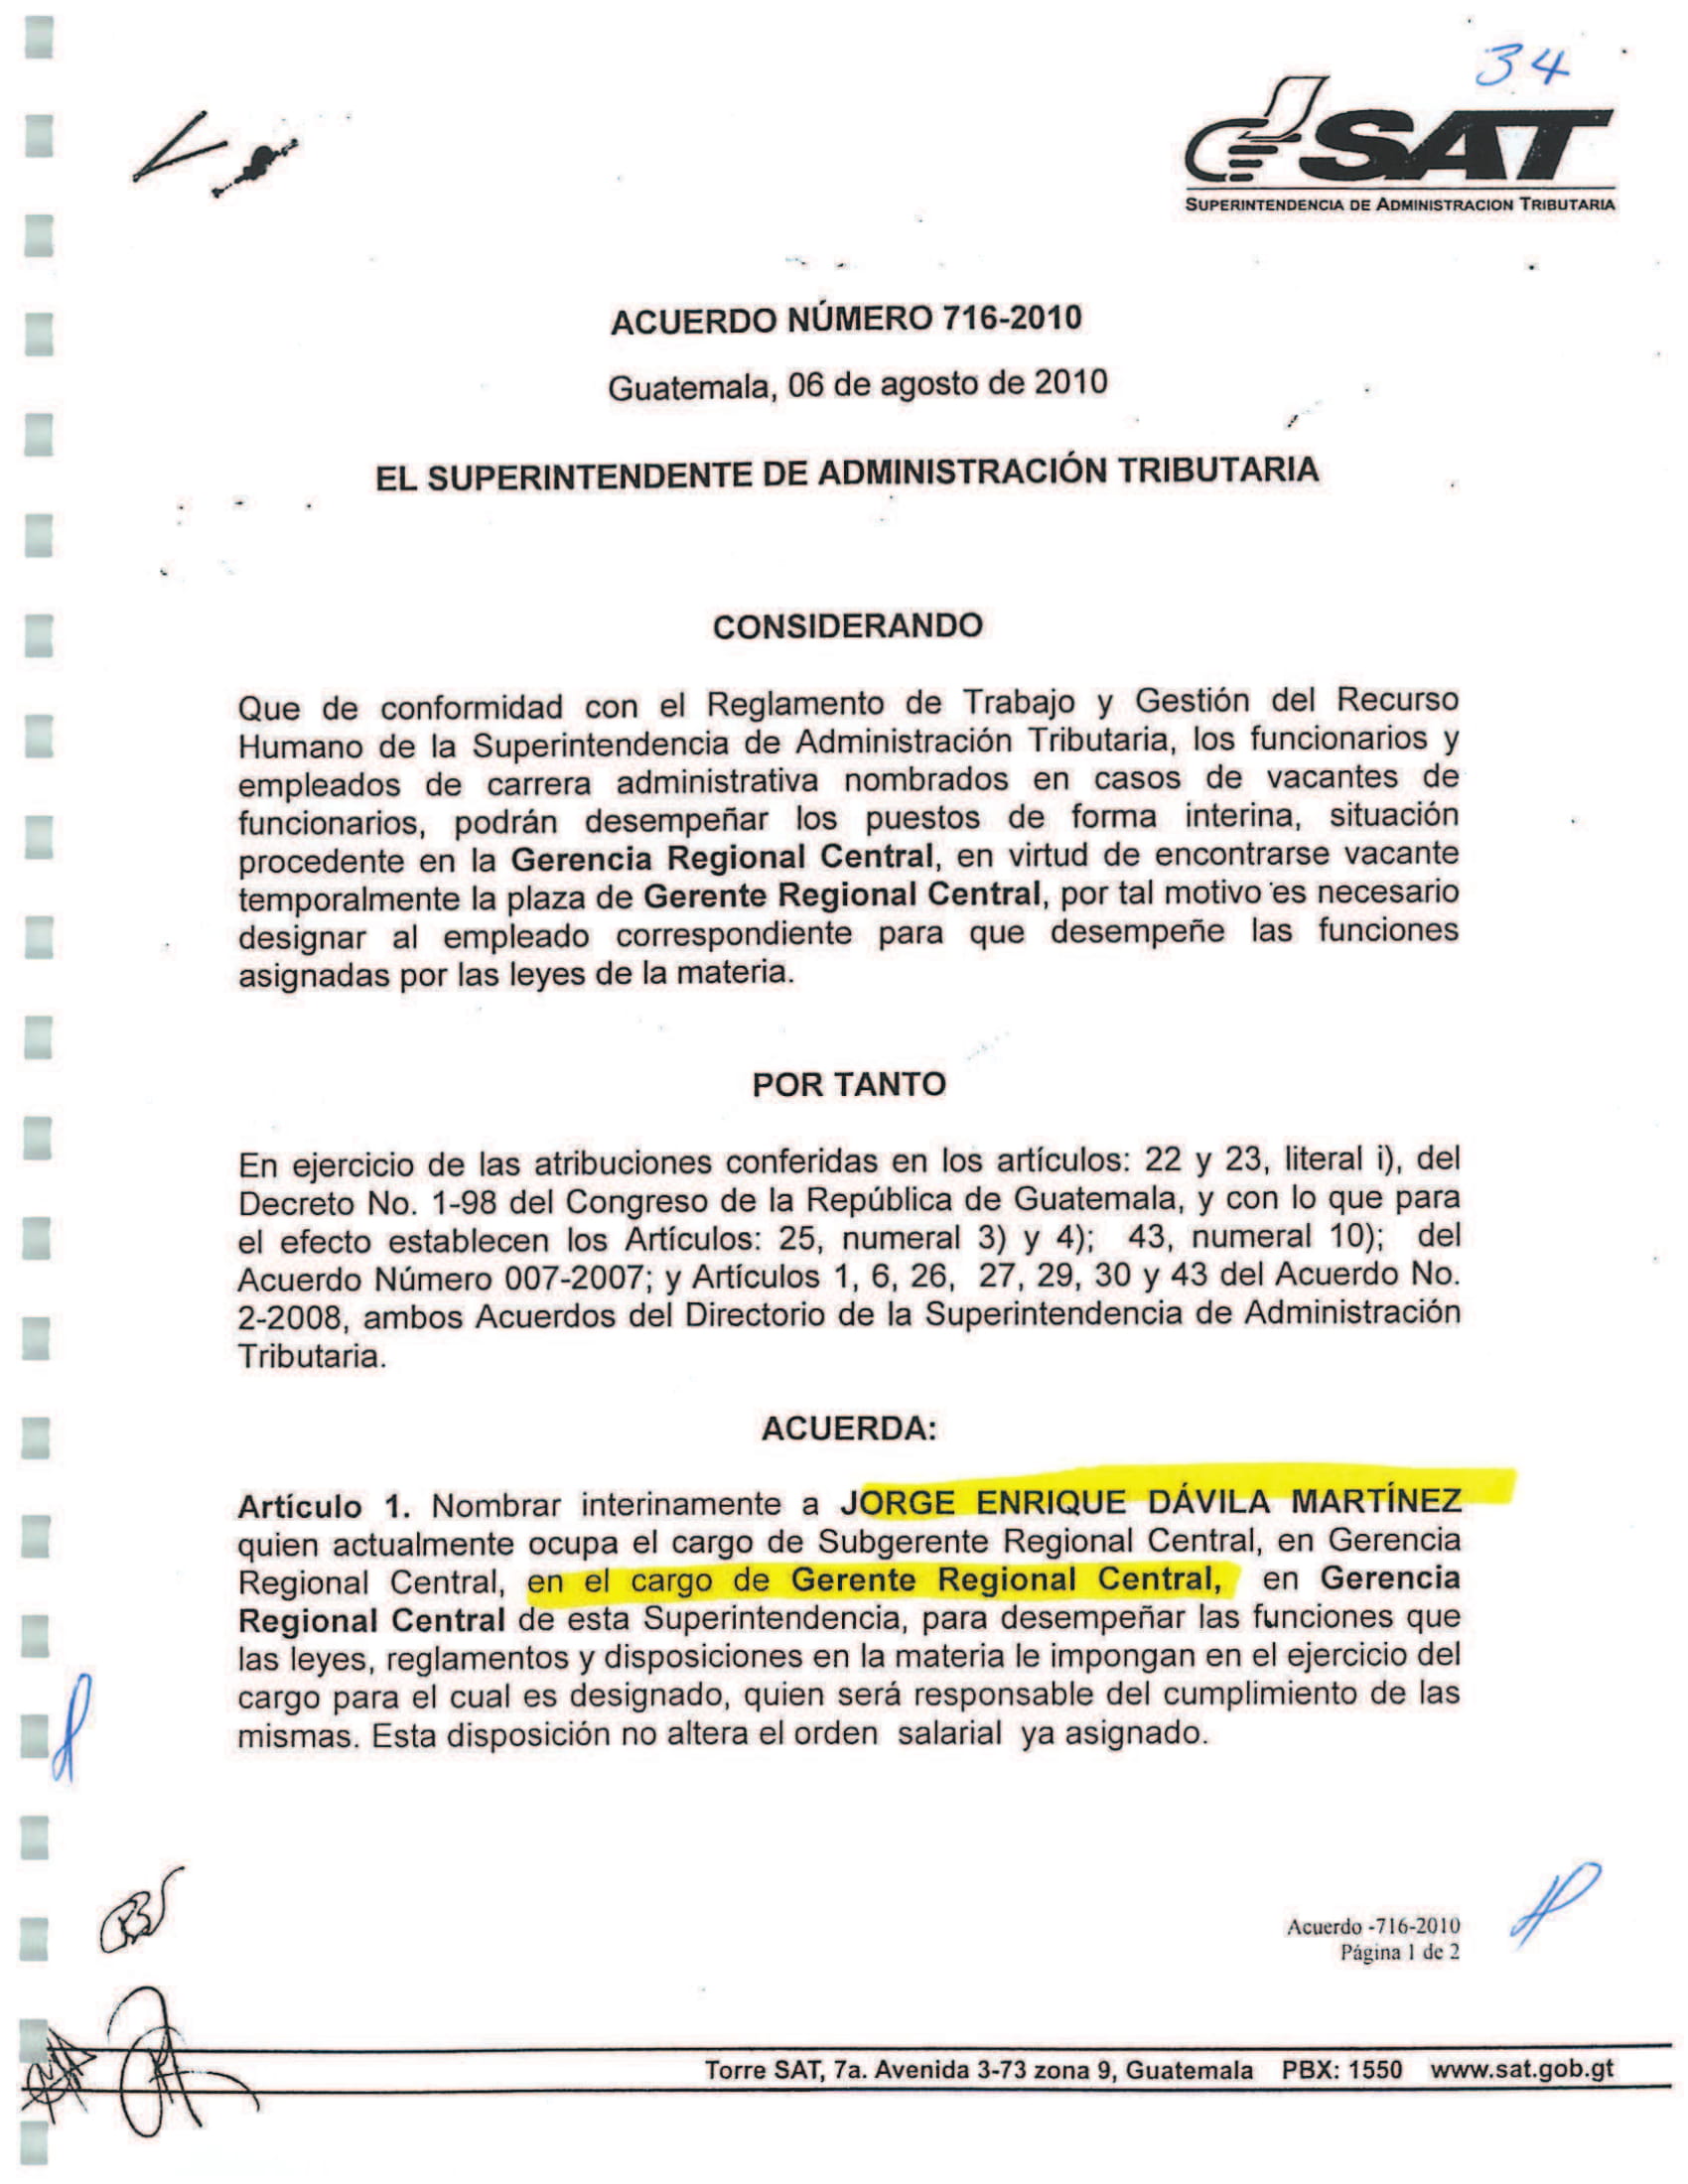 34
SAT
SUPERINTENDENCIA DE ADMINISTRACION TRIBUTARIA
ACUERDO NÚMERO 716-2010
Guatemala, 06 de agosto de 2010
EL SUPERINTENDENTE DE ADMINISTRACIÓN TRIBUTARIA
CONSIDERANDO
Que de conformidad con el Reglamento de Trabajo y Gestión del Recurso
Humano de la Superintendencia de Administración Tributaria, los funcionarios y
empleados de carrera administrativa nombrados en casos de vacantes de
funcionarios, podrán desempeñar los puestos de forma interina, situación
procedente en la Gerencia Regional Central, en virtud de encontrarse vacante
temporalmente la plaza de Gerente Regional Central, por tal motivo es necesario
designar al empleado correspondiente para que desempeñe las funciones
asignadas por las leyes de la materia.
POR TANTO
En ejercicio de las atribuciones conferidas en los artículos: 22 y 23, literal i), del
Decreto No. 1-98 del Congreso de la República de Guatemala, y con lo que para
el efecto establecen los Artículos: 25, numeral 3) y 4); 43, numeral 10); del
Acuerdo Número 007-2007; y Artículos 1, 6, 26, 27, 29, 30 y 43 del Acuerdo No.
2-2008, ambos Acuerdos del Directorio de la Superintendencia de Administración
Tributaria.
ACUERDA:
Artículo 1. Nombrar interinamente a JORGE ENRIQUE DÁVILA MARTÍNEZ
quien actualmente ocupa el cargo de Subgerente Regional Central, en Gerencia
Regional Central, en el cargo de Gerente Regional Central, en Gerencia
Regional Central de esta Superintendencia, para desempeñar las funciones que
las leyes, reglamentos y disposiciones en la materia le impongan en el ejercicio del
cargo para el cual es designado, quien será responsable del cumplimiento de las
mismas. Esta disposición no altera el orden salarial ya asignado.
Acuerdo -716-2010
Página 1 de 2
Torre SAT, 7a. Avenida 3-73 zona 9, Guatemala PBX: 1550 www.sat.gob.gt